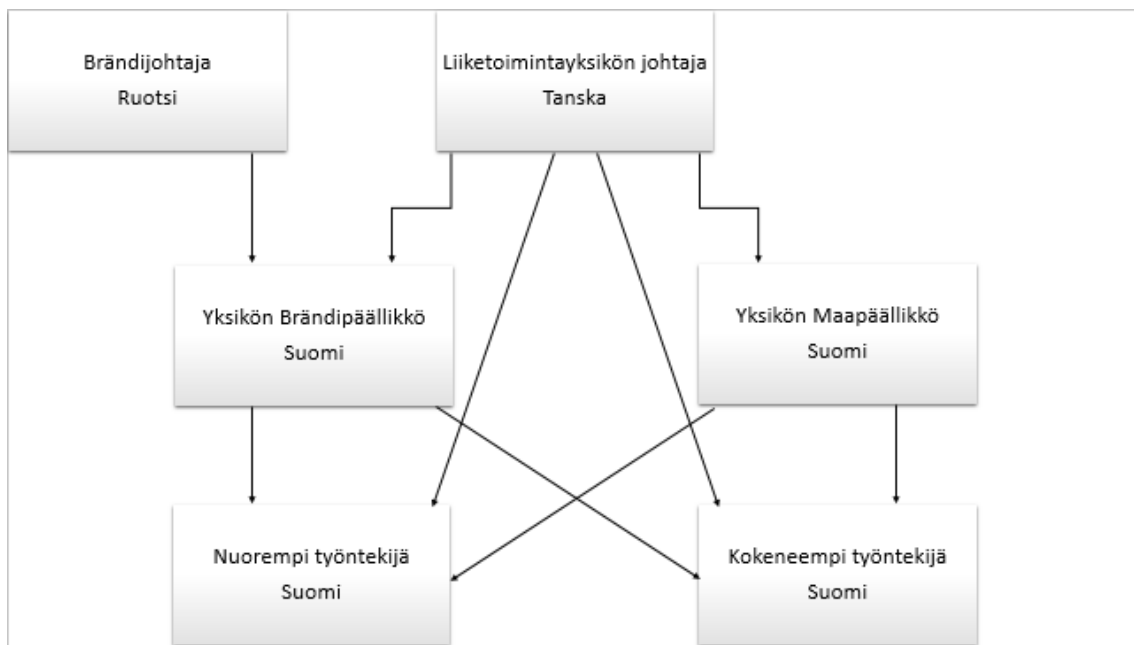 Brändijohtaja
Ruotsi
Liiketoimintayksikön johtaja
Tanska
Yksikön Brändipäällikkö
Suomi
Yksikön Maapäällikkö
Suomi
Nuorempi työntekijä
Suomi
Kokeneempi työntekijä
Suomi